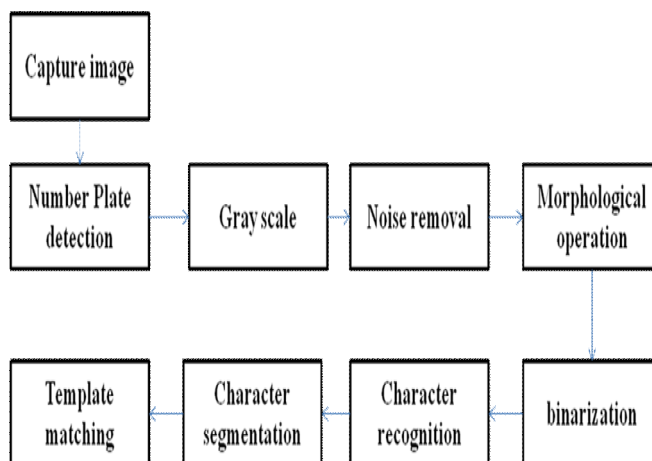 Capture image
Number Plate
detection
Gray scale
Noise removal
Morphological
operation
binarization
Character
recognition
Character
segmentation
Template
matching